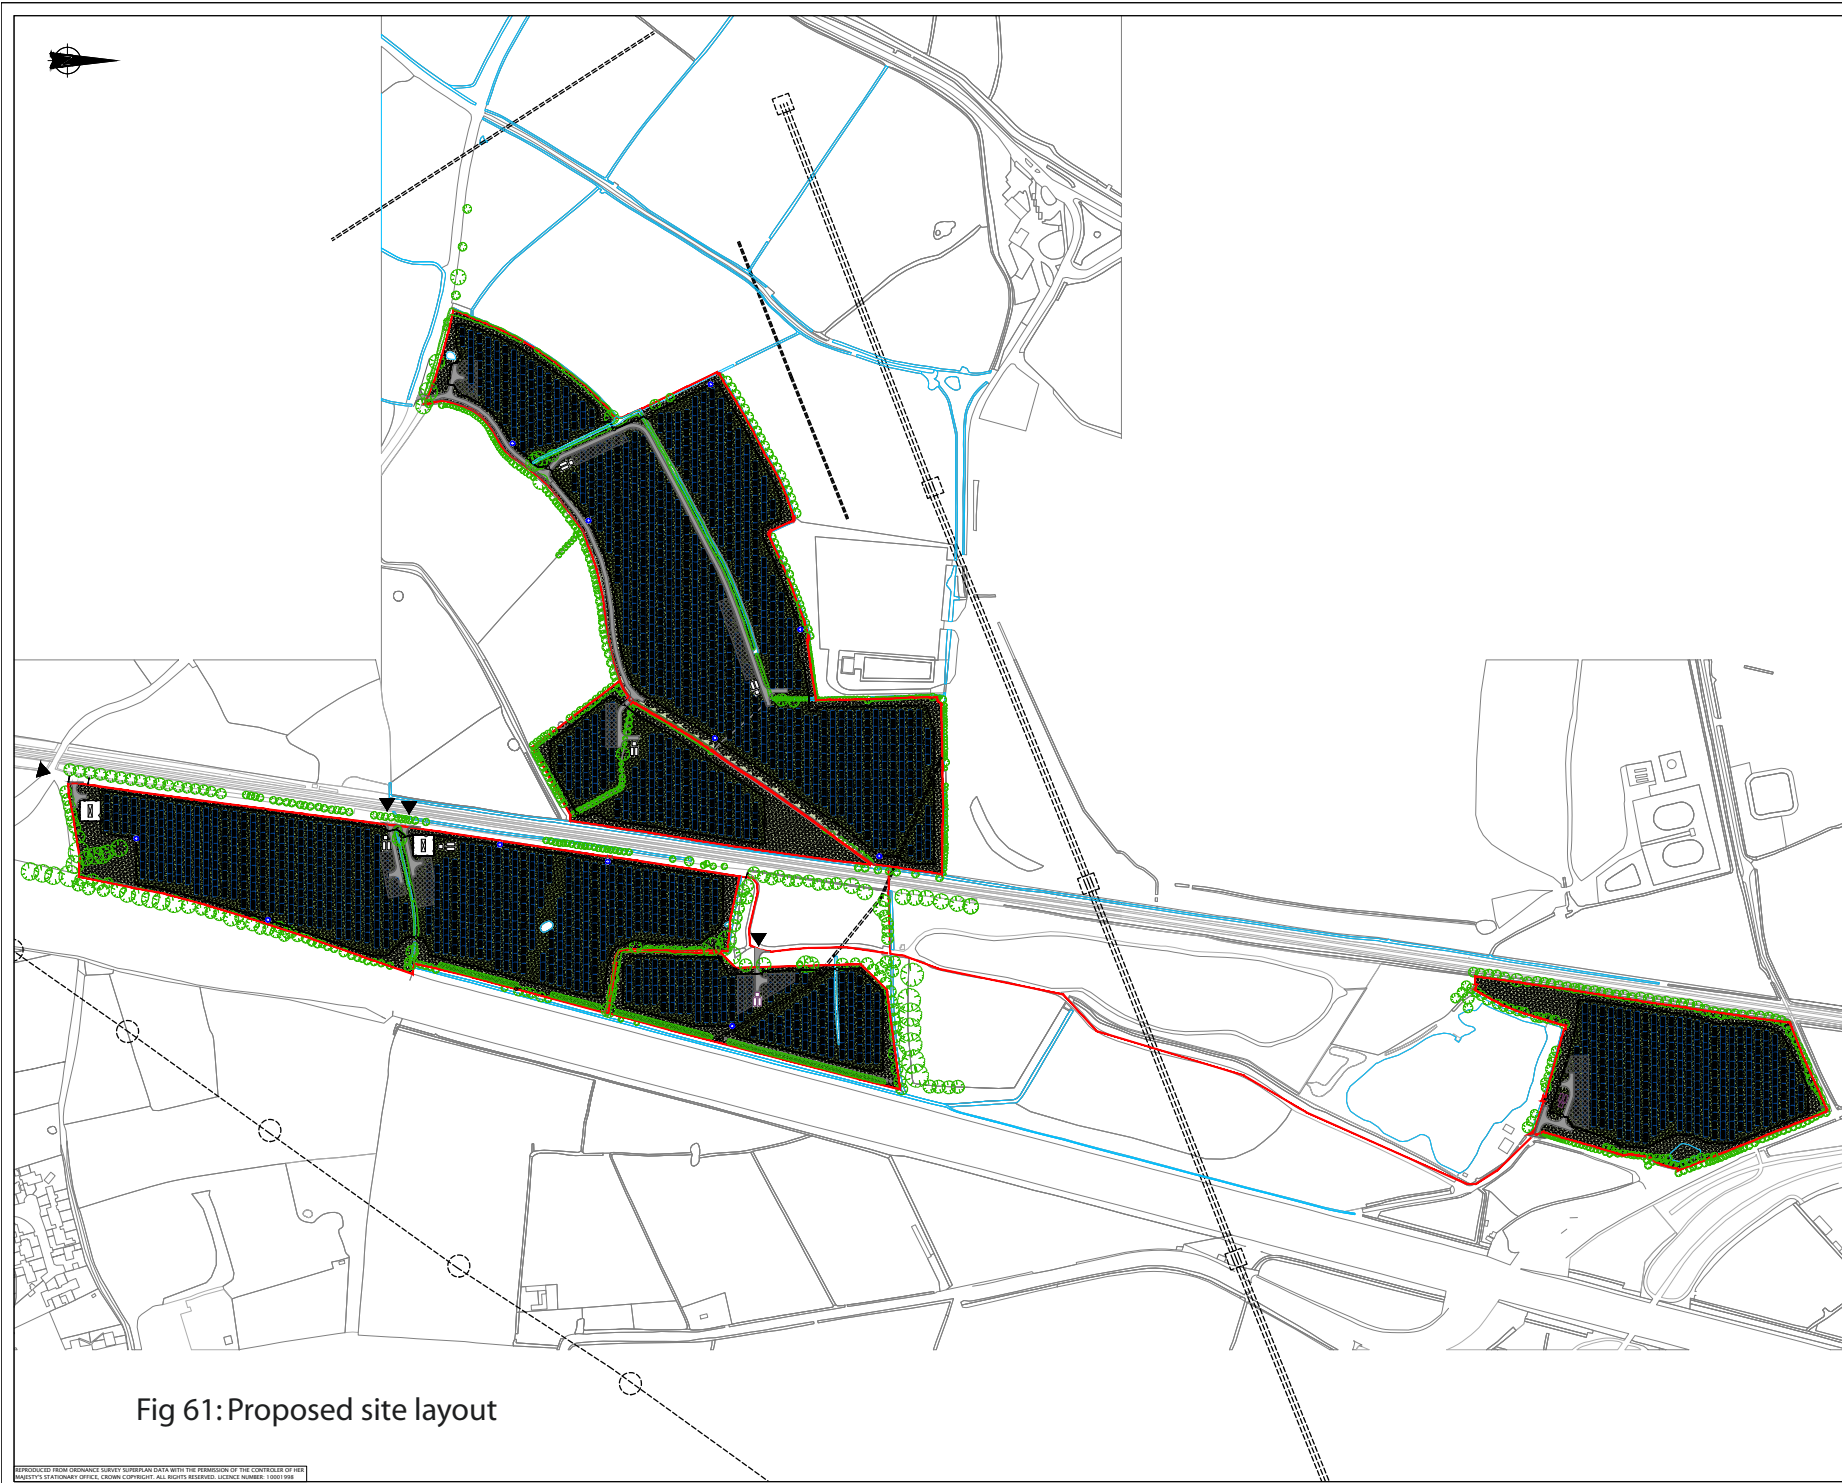 Fig 61: Proposed site layout
REPRODUCED FROM ORDNANCE SURVEY SUPERPLAN DATA WITH THE PERMISSION OF THE CONTROLER OF HER
MAJESTY'S STATIONARY OFFICE, CROWN COPYRIGHT. ALL RIGHTS RESERVED. LICENCE NUMBER: 10001998